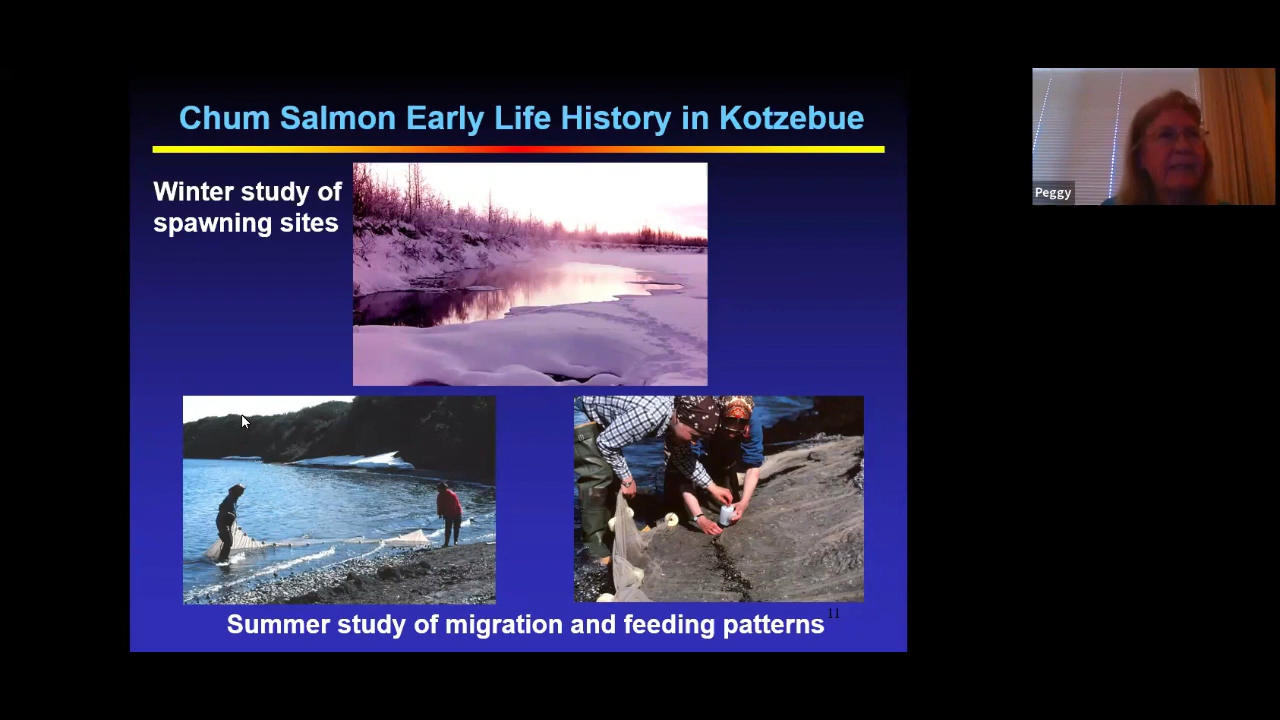 Chum Salmon Early Life History in Kotzebue
Winter study of
spawning sites
Peggy
Summer study of migration and feeding patterns
11